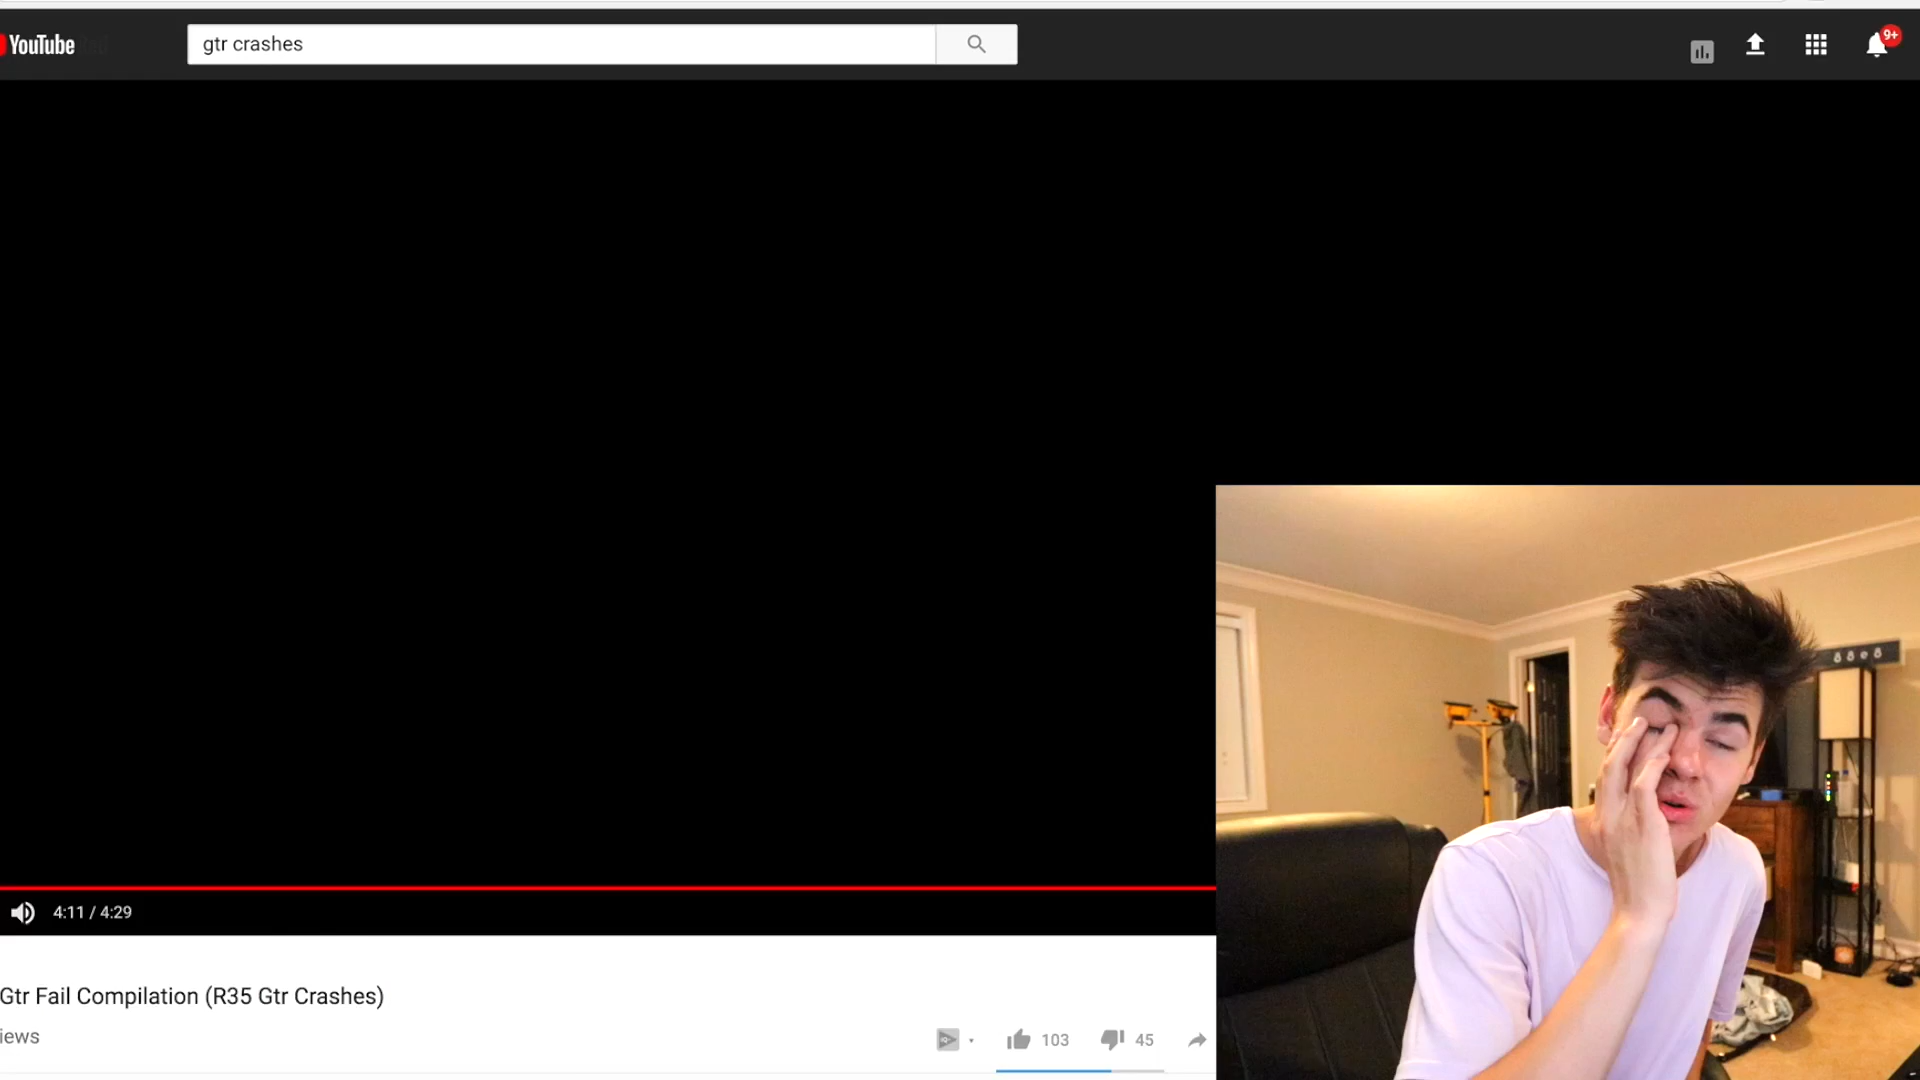 YouTube
gtr crashes
9+
4:11 / 4:29
Gtr Fail Compilation (R35 Gtr Crashes)
iews
103
45